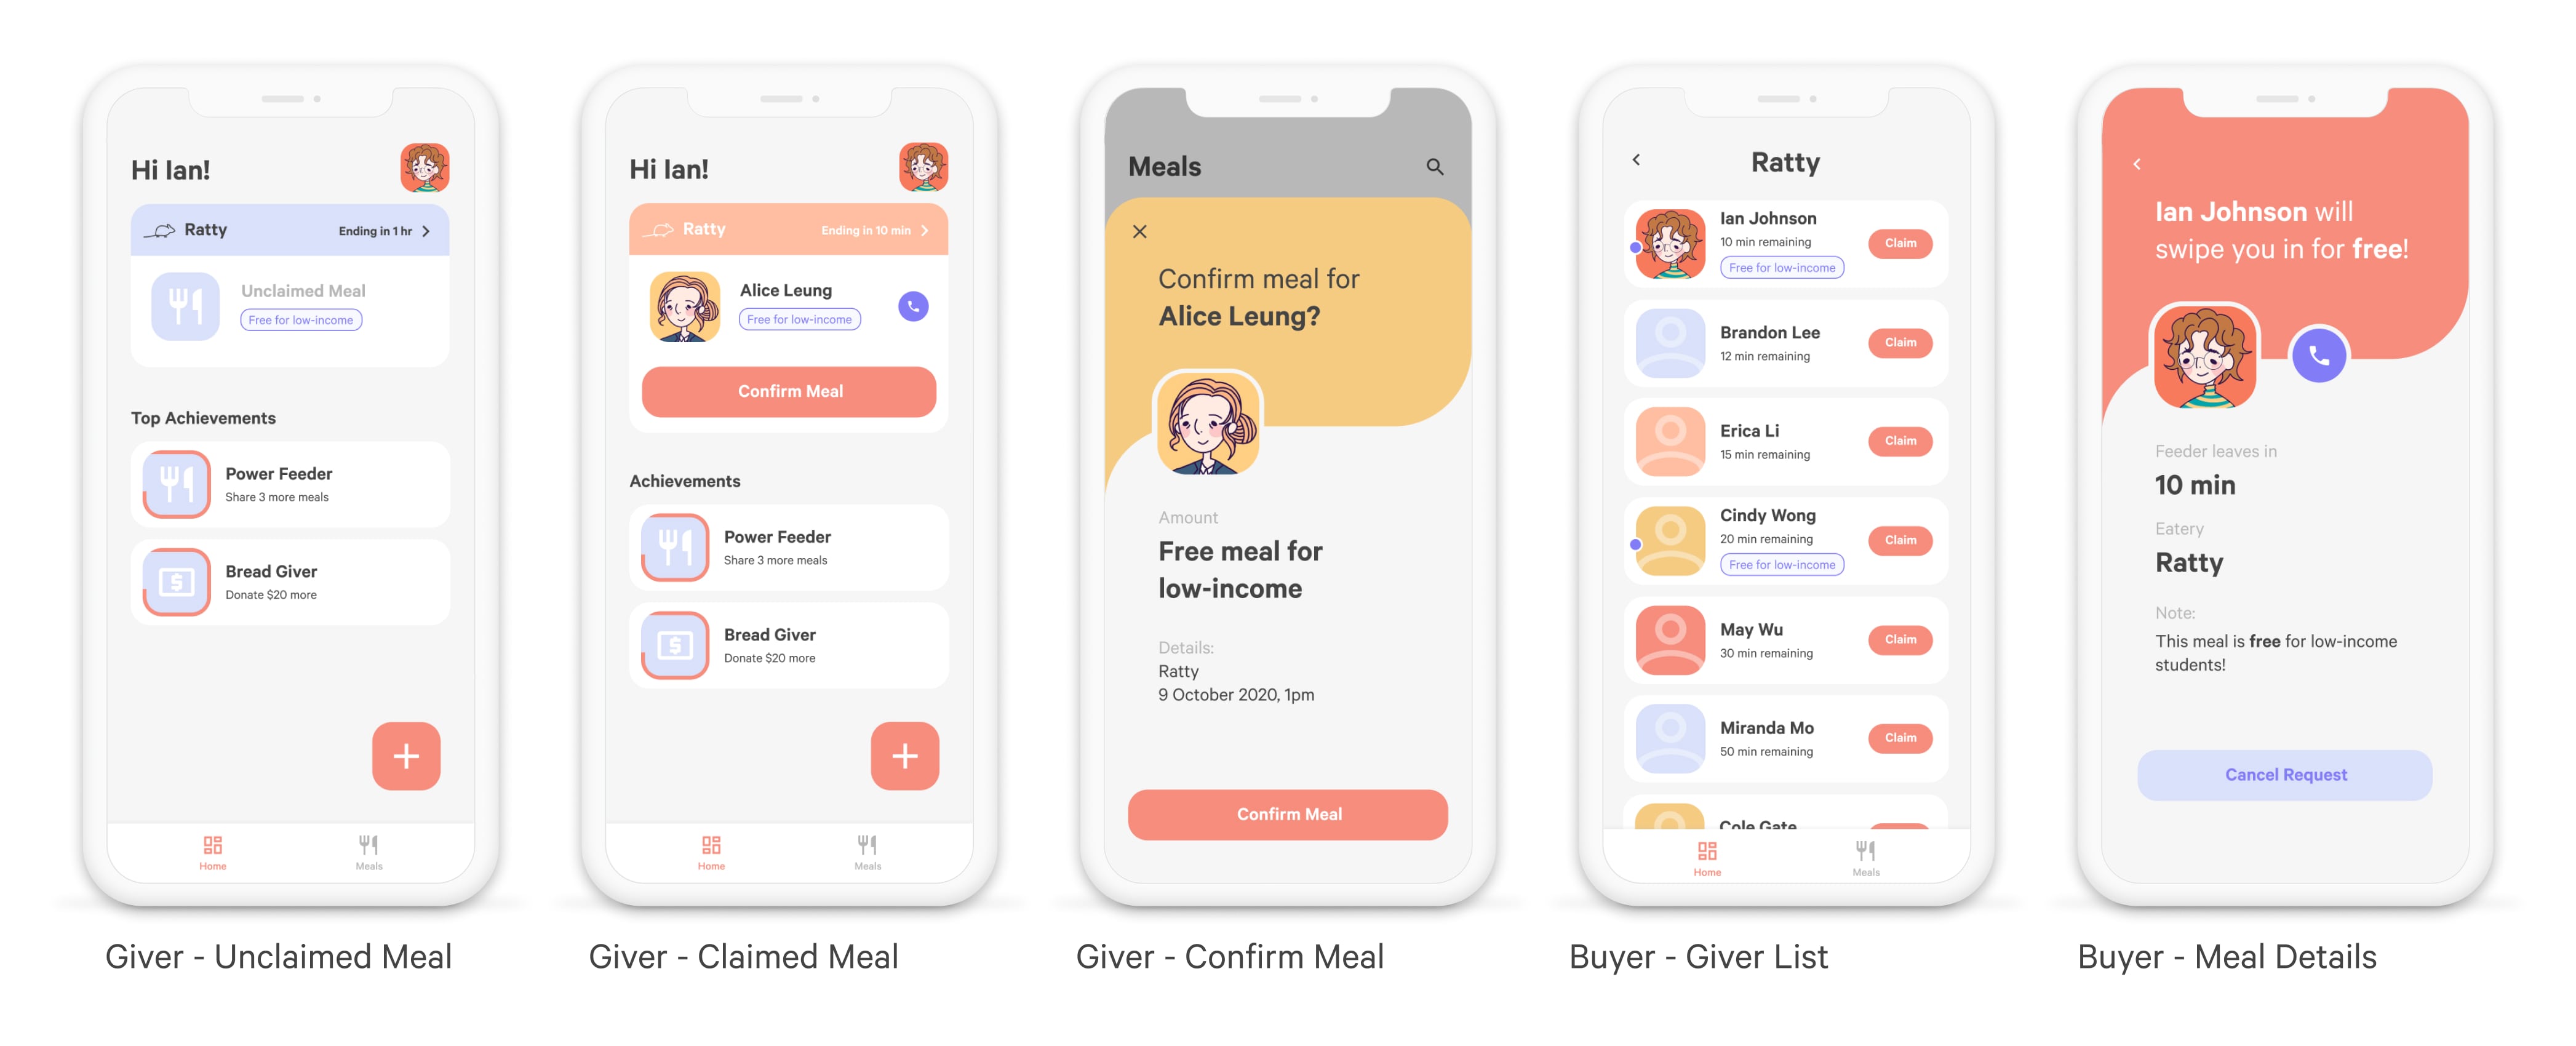 Hi Ian!
Ratty
Ending in 1 hr
Unclaimed Meal
Free for low-income
Top Achievements
Power Feeder
Share 3 more meals
Bread Giver
Donate $20 more
+
Home
Meals
Giver - Unclaimed Meal
Hi Ian!
Ratty
Ending in 10 min
Alice Leung
Free for low-income
Confirm Meal
Achievements
Power Feeder
Share 3 more meals
Bread Giver
Donate $20 more
+
Home
Meals
Giver - Claimed Meal
Meals
Confirm meal for
Alice Leung?
Amount
Free meal for
low-income
Details:
Ratty
9 October 2020, 1pm
Confirm Meal
Giver - Confirm Meal
Ratty
Ian Johnson
10 min remaining
Free for low-income
Claim
Brandon Lee
12 min remaining
Claim
Erica Li
15 min remaining
Claim
Cindy Wong
20 min remaining
Free for low-income
Claim
May Wu
30 min remaining
Claim
Miranda Mo
50 min remaining
Claim
Cole Gate
Home
Meals
Buyer - Giver List
Ian Johnson will
swipe you in for free!
Feeder leaves in
10 min
Eatery
Ratty
Note:
This meal is free for low-income
students!
Cancel Request
Buyer - Meal Details